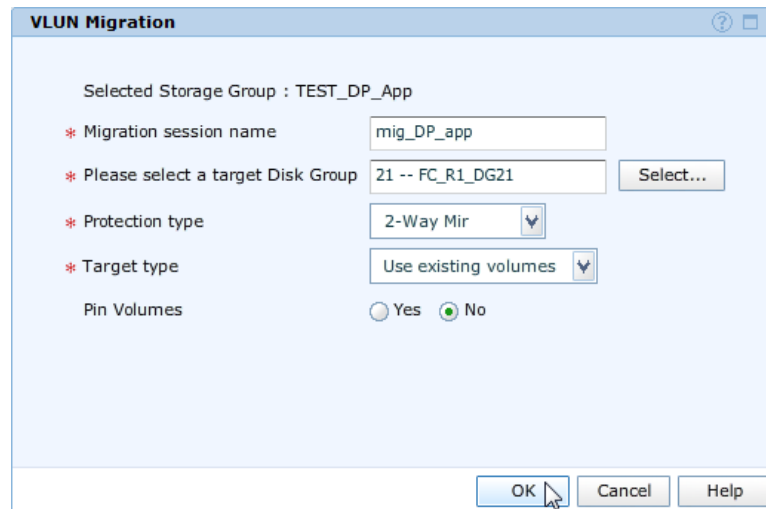 VLUN Migration
Selected Storage Group : TEST_DP_App
* Migration session name mig_DP_app
* Please select a target Disk Group 21 -- FC_R1_DG21 Select...
* Protection type 2-Way Mir
* Target type Use existing volumes
Pin Volumes Yes No
OK Cancel Help